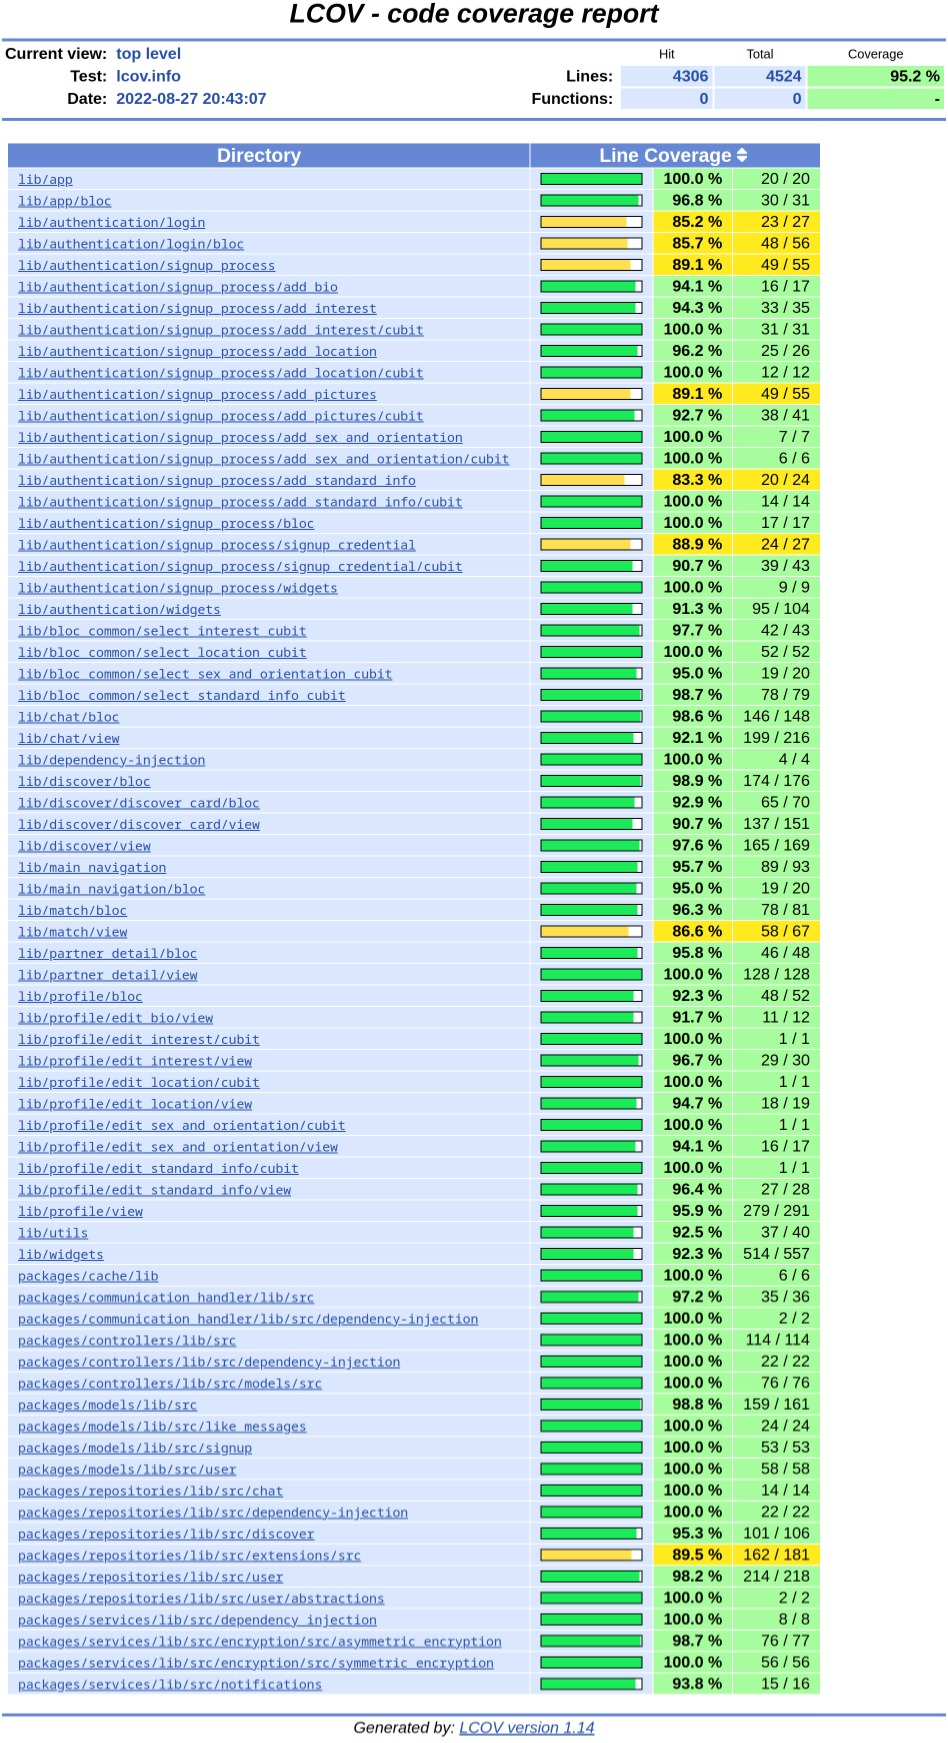 LCOV - code coverage report
Hit Total Coverage
Current view: top level
Test: lcov.info Lines: 4306 4524 95.2 %
Date: 2022-08-27 20:43:07 Functions: 0 0 -
Directory Line Coverage
lib/app 100.0 % 20 / 20
lib/app/bloc 96.8 % 30 / 31
lib/authentication/login 85.2 % 23 / 27
lib/authentication/login/bloc 85.7 % 48 / 56
lib/authentication/signup_process 89.1 % 49 / 55
lib/authentication/signup_process/add_bio 94.1 % 16 / 17
lib/authentication/signup_process/add_interest 94.3 % 33 / 35
lib/authentication/signup_process/add_interest/cubit 100.0 % 31 / 31
lib/authentication/signup_process/add_location 96.2 % 25 / 26
lib/authentication/signup_process/add_location/cubit 100.0 % 12 / 12
lib/authentication/signup_process/add_pictures 89.1 % 49 / 55
lib/authentication/signup_process/add_pictures/cubit 92.7 % 38 / 41
lib/authentication/signup_process/add_sex_and_orientation 100.0 % 7 / 7
lib/authentication/signup_process/add_sex_and_orientation/cubit 100.0 % 6 / 6
lib/authentication/signup_process/add_standard_info 83.3 % 20 / 24
lib/authentication/signup_process/add_standard_info/cubit 100.0 % 14 / 14
lib/authentication/signup_process/bloc 100.0 % 17 / 17
lib/authentication/signup_process/signup_credential 88.9 % 24 / 27
lib/authentication/signup_process/signup_credential/cubit 90.7 % 39 / 43
lib/authentication/signup_process/widgets 100.0 % 9 / 9
lib/authentication/widgets 91.3 % 95 / 104
lib/bloc_common/select_interest_cubit 97.7 % 42 / 43
lib/bloc_common/select_location_cubit 100.0 % 52 / 52
lib/bloc_common/select_sex_and_orientation_cubit 95.0 % 19 / 20
lib/bloc_common/select_standard_info_cubit 98.7 % 78 / 79
lib/chat/bloc 98.6 % 146 / 148
lib/chat/view 92.1 % 199 / 216
lib/dependency-injection 100.0 % 4 / 4
lib/discover/bloc 98.9 % 174 / 176
lib/discover/discover_card/bloc 92.9 % 65 / 70
lib/discover/discover_card/view 90.7 % 137 / 151
lib/discover/view 97.6 % 165 / 169
lib/main_navigation 95.7 % 89 / 93
lib/main_navigation/bloc 95.0 % 19 / 20
lib/match/bloc 96.3 % 78 / 81
lib/match/view 86.6 % 58 / 67
lib/partner_detail/bloc 95.8 % 46 / 48
lib/partner_detail/view 100.0 % 128 / 128
lib/profile/bloc 92.3 % 48 / 52
lib/profile/edit_bio/view 91.7 % 11 / 12
lib/profile/edit_interest/cubit 100.0 % 1 / 1
lib/profile/edit_interest/view 96.7 % 29 / 30
lib/profile/edit_location/cubit 100.0 % 1 / 1
lib/profile/edit_location/view 94.7 % 18 / 19
lib/profile/edit_sex_and_orientation/cubit 100.0 % 1 / 1
lib/profile/edit_sex_and_orientation/view 94.1 % 16 / 17
lib/profile/edit_standard_info/cubit 100.0 % 1 / 1
lib/profile/edit_standard_info/view 96.4 % 27 / 28
lib/profile/view 95.9 % 279 / 291
lib/utils 92.5 % 37 / 40
lib/widgets 92.3 % 514 / 557
packages/cache/lib 100.0 % 6 / 6
packages/communication_handler/lib/src 97.2 % 35 / 36
packages/communication_handler/lib/src/dependency-injection 100.0 % 2 / 2
packages/controllers/lib/src 100.0 % 114 / 114
packages/controllers/lib/src/dependency-injection 100.0 % 22 / 22
packages/controllers/lib/src/models/src 100.0 % 76 / 76
packages/models/lib/src 98.8 % 159 / 161
packages/models/lib/src/like_messages 100.0 % 24 / 24
packages/models/lib/src/signup 100.0 % 53 / 53
packages/models/lib/src/user 100.0 % 58 / 58
packages/repositories/lib/src/chat 100.0 % 14 / 14
packages/repositories/lib/src/dependency-injection 100.0 % 22 / 22
packages/repositories/lib/src/discover 95.3 % 101 / 106
packages/repositories/lib/src/extensions/src 89.5 % 162 / 181
packages/repositories/lib/src/user 98.2 % 214 / 218
packages/repositories/lib/src/user/abstractions 100.0 % 2 / 2
packages/services/lib/src/dependency_injection 100.0 % 8 / 8
packages/services/lib/src/encryption/src/asymmetric_encryption 98.7 % 76 / 77
packages/services/lib/src/encryption/src/symmetric_encryption 100.0 % 56 / 56
packages/services/lib/src/notifications 93.8 % 15 / 16
Generated by: LCOV version 1.14